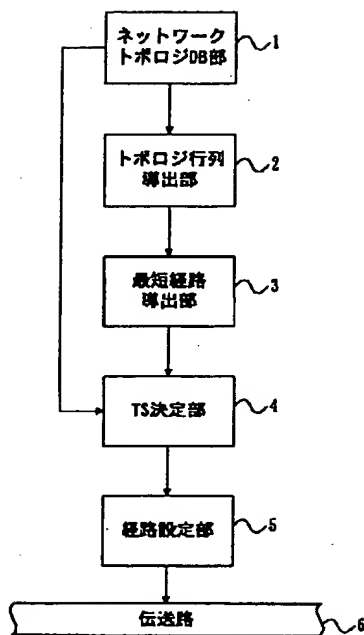 ネットワーク
トポロジDB部
1
トポロジ行列
導出部
2
最短経路
導出部
3
TS決定部
4
経路設定部
5
伝送路
6